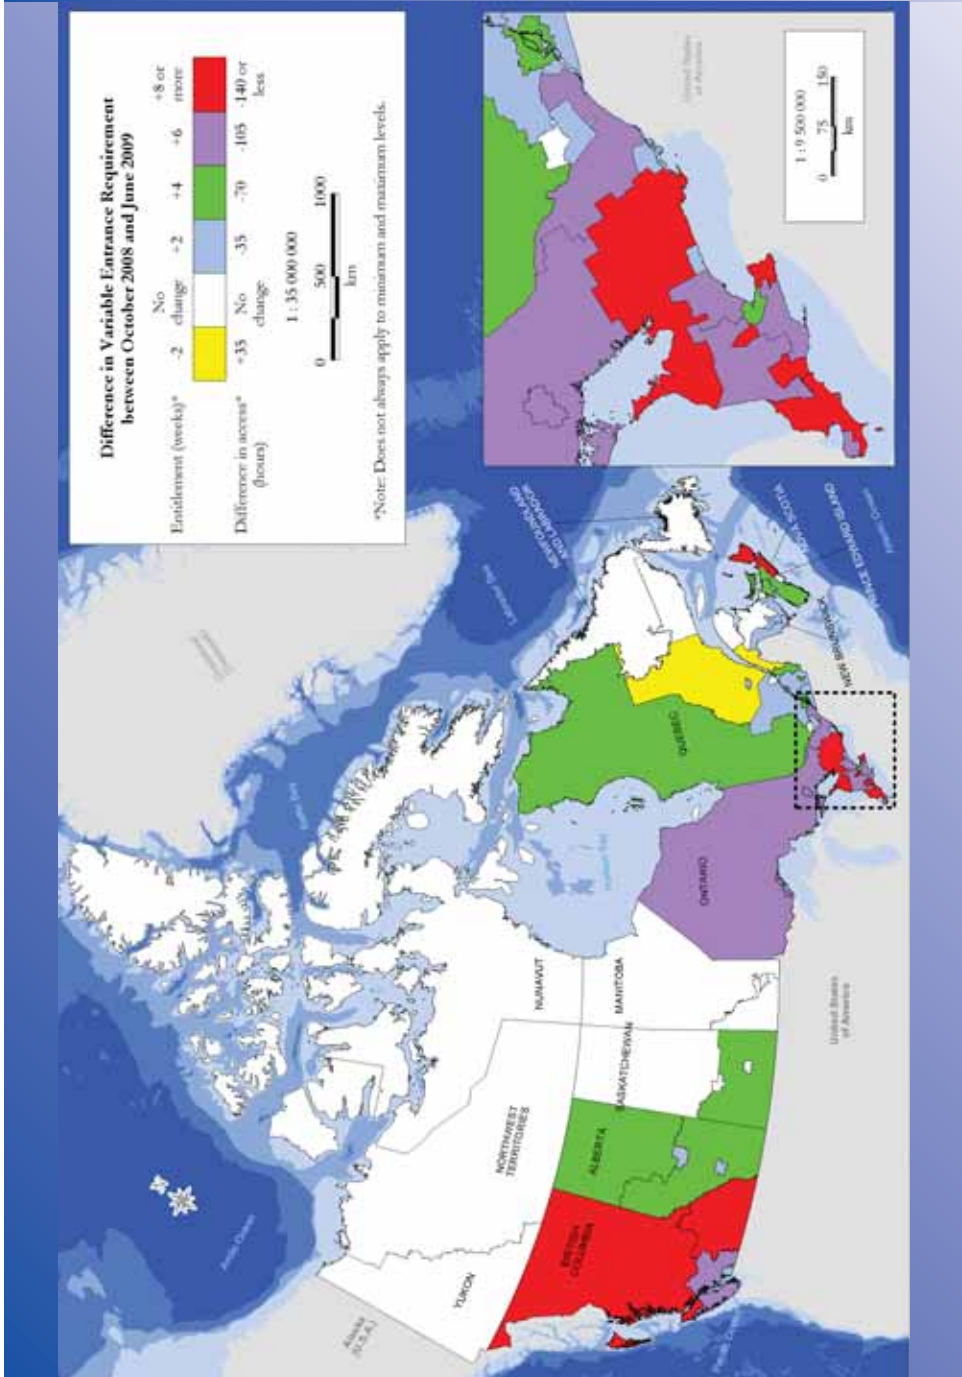 Difference in Variable Entrance Requirement
between October 2008 and June 2009
Entitlement (weeks)*
-2
No
change
+2
+4
+6
+8 or
more
Difference in access*
(hours)
+35
No
change
-35
-70
-105
-140 or
less
1 : 35 000 000
0 500 1000
km
*Note: Does not always apply to minimum and maximum levels.
Alaska
(U.S.A.)
YUKON
NORTHWEST
TERRITORIES
NUNAVUT
BRITISH
COLUMBIA
ALBERTA
SASKATCHEWAN
MANITOBA
ONTARIO
QUEBEC
NEWFOUNDLAND
AND LABRADOR
NOVA SCOTIA
PRINCE EDWARD ISLAND
NEW BRUNSWICK
United States
of America
United States
of America
1 : 9 500 000
0 75 150
km